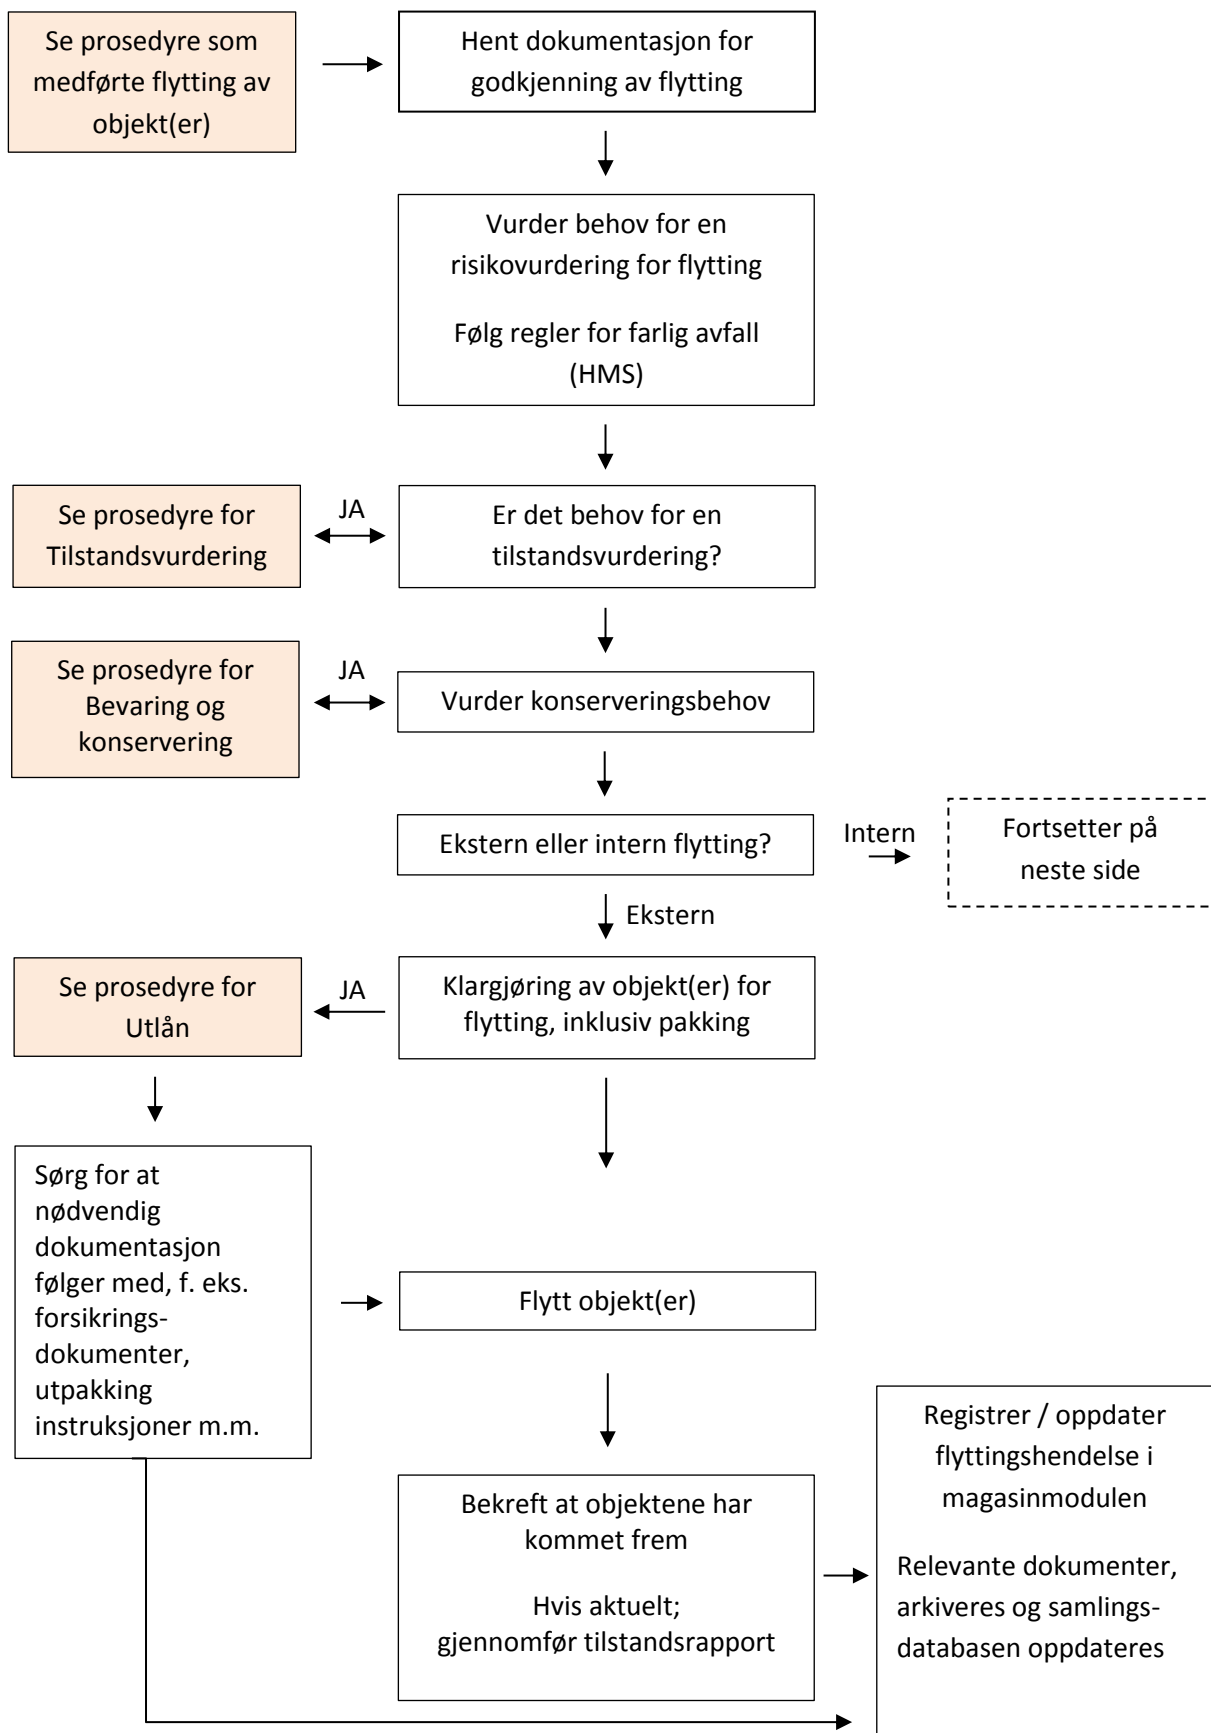 Se prosedyre som
medførte flytting av
objekt(er)
Hent dokumentasjon for
godkjenning av flytting
Vurder behov for en
risikovurdering for flytting
Følg regler for farlig avfall
(HMS)
Se prosedyre for
Tilstandsvurdering
JA
Er det behov for en
tilstandsvurdering?
Se prosedyre for
Bevaring og
konservering
JA
Vurder konserveringsbehov
Ekstern eller intern flytting?
Intern
Fortsetter på
neste side
Ekstern
Se prosedyre for
Utlån
JA
Klargjøring av objekt(er) for
flytting, inklusiv pakking
Sørg for at
nødvendig
dokumentasjon
følger med, f. eks.
forsikrings-
dokumenter,
utpakking
instruksjoner m.m.
Flytt objekt(er)
Bekreft at objektene har
kommet frem
Hvis aktuelt;
gjennomfør tilstandsrapport
Registrer / oppdater
flyttingshendelse i
magasinmodulen
Relevante dokumenter,
arkiveres og samlings-
databasen oppdateres